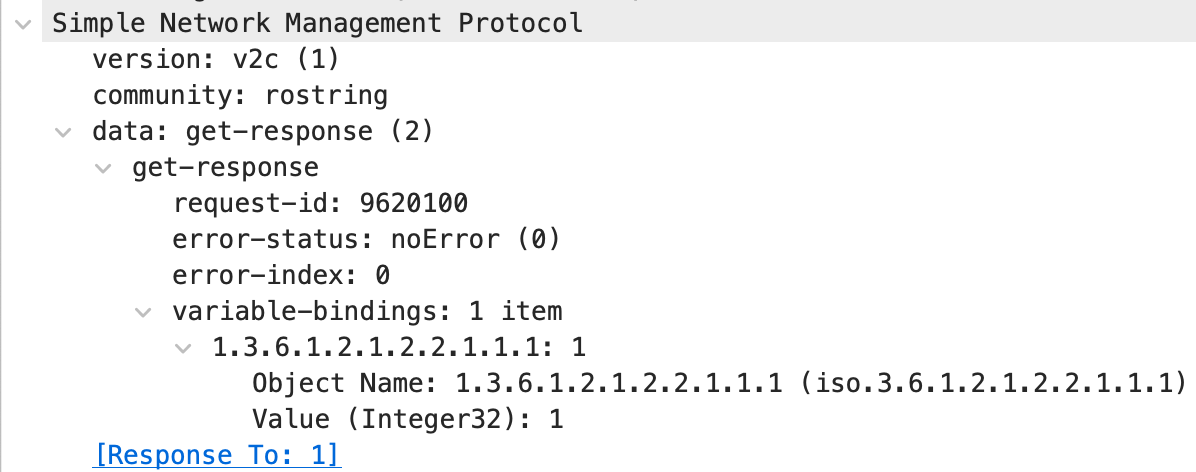 Simple Network Management Protocol
version: v2c (1)
community: rostring
data: get-response (2)
get-response
request-id: 9620100
error-status: noError (0)
error-index: 0
variable-bindings: 1 item
1.3.6.1.2.1.2.2.1.1.1: 1
Object Name: 1.3.6.1.2.1.2.2.1.1.1 (iso.3.6.1.2.1.2.2.1.1.1)
Value (Integer32): 1
[Response To: 1]